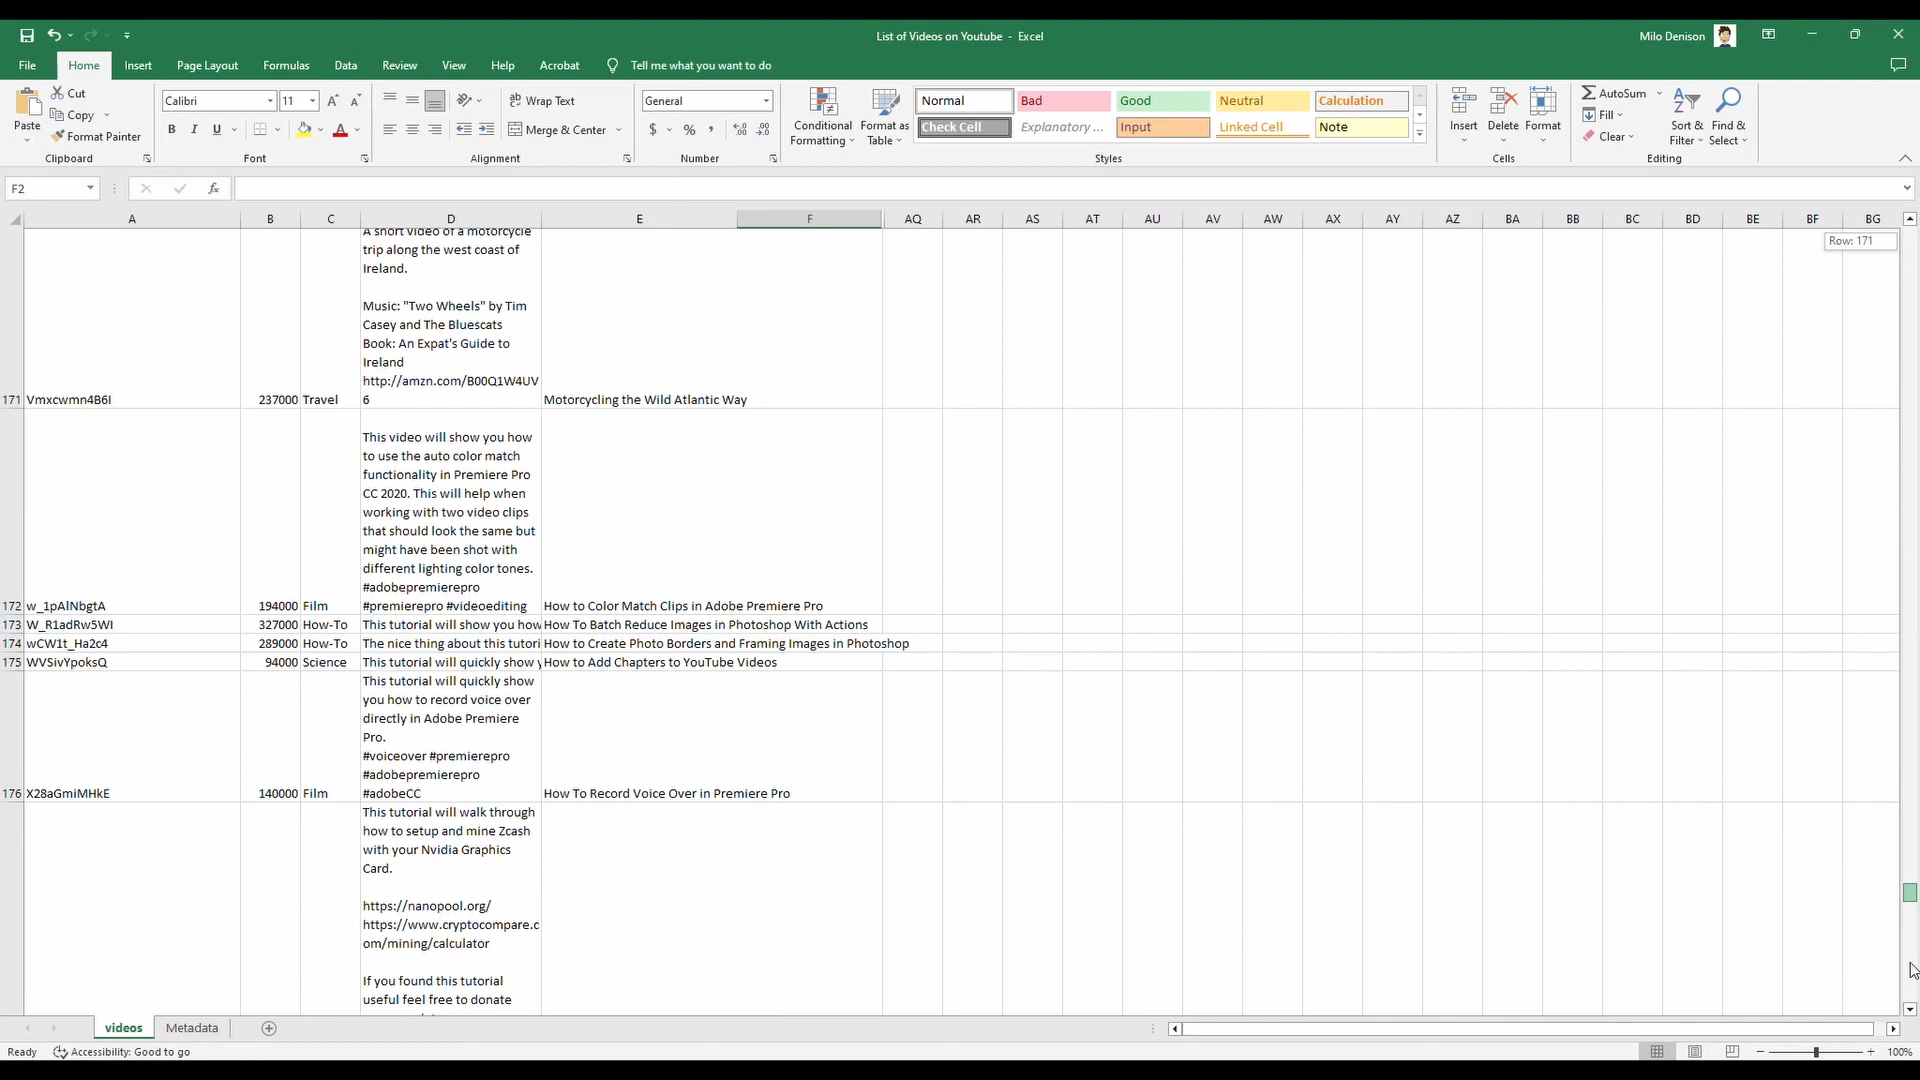 List of Videos on Youtube - Excel
Milo Denison
File Home Insert Page Layout Formulas Data Review View Help Acrobat Tell me what you want to do
Paste
Cut
Copy
Format Painter
Clipboard
Calibri 11
B I U
Font
Wrap Text
Merge & Center
Alignment
General
$ %
Number
Conditional Formatting
Format as Table
Normal Bad Good Neutral Calculation
Check Cell Explanatory ... Input Linked Cell Note
Styles
Insert Delete Format
Cells
AutoSum
Fill
Clear
Sort & Filter
Find & Select
Editing
F2
fx
A B C D E F AQ AR AS AT AU AV AW AX AY AZ BA BB BC BD BE BF BG
Row: 171
A short video of a motorcycle
trip along the west coast of
Ireland.
Music: "Two Wheels" by Tim
Casey and The Bluescats
Book: An Expat's Guide to
Ireland
http://amzn.com/B00Q1W4UV
171 Vmxcwmn4B6I 237000 Travel 6 Motorcycling the Wild Atlantic Way
This video will show you how
to use the auto color match
functionality in Premiere Pro
CC 2020. This will help when
working with two video clips
that should look the same but
might have been shot with
different lighting color tones.
#adobepremierepro
172 w_1pAlNbgtA 194000 Film #premierepro #videoediting How to Color Match Clips in Adobe Premiere Pro
173 W_R1adRw5WI 327000 How-To This tutorial will show you how How To Batch Reduce Images in Photoshop With Actions
174 wCW1t_Ha2c4 289000 How-To The nice thing about this tutori How to Create Photo Borders and Framing Images in Photoshop
175 WVSivYpoksQ 94000 Science This tutorial will quickly show y How to Add Chapters to YouTube Videos
This tutorial will quickly show
you how to record voice over
directly in Adobe Premiere
Pro.
#voiceover #premierepro
#adobepremierepro
176 X28aGmiMHkE 140000 Film #adobeCC How To Record Voice Over in Premiere Pro
This tutorial will walk through
how to setup and mine Zcash
with your Nvidia Graphics
Card.
https://nanopool.org/
https://www.cryptocompare.c
om/mining/calculator
If you found this tutorial
useful feel free to donate
videos Metadata
Ready Accessibility: Good to go
100%